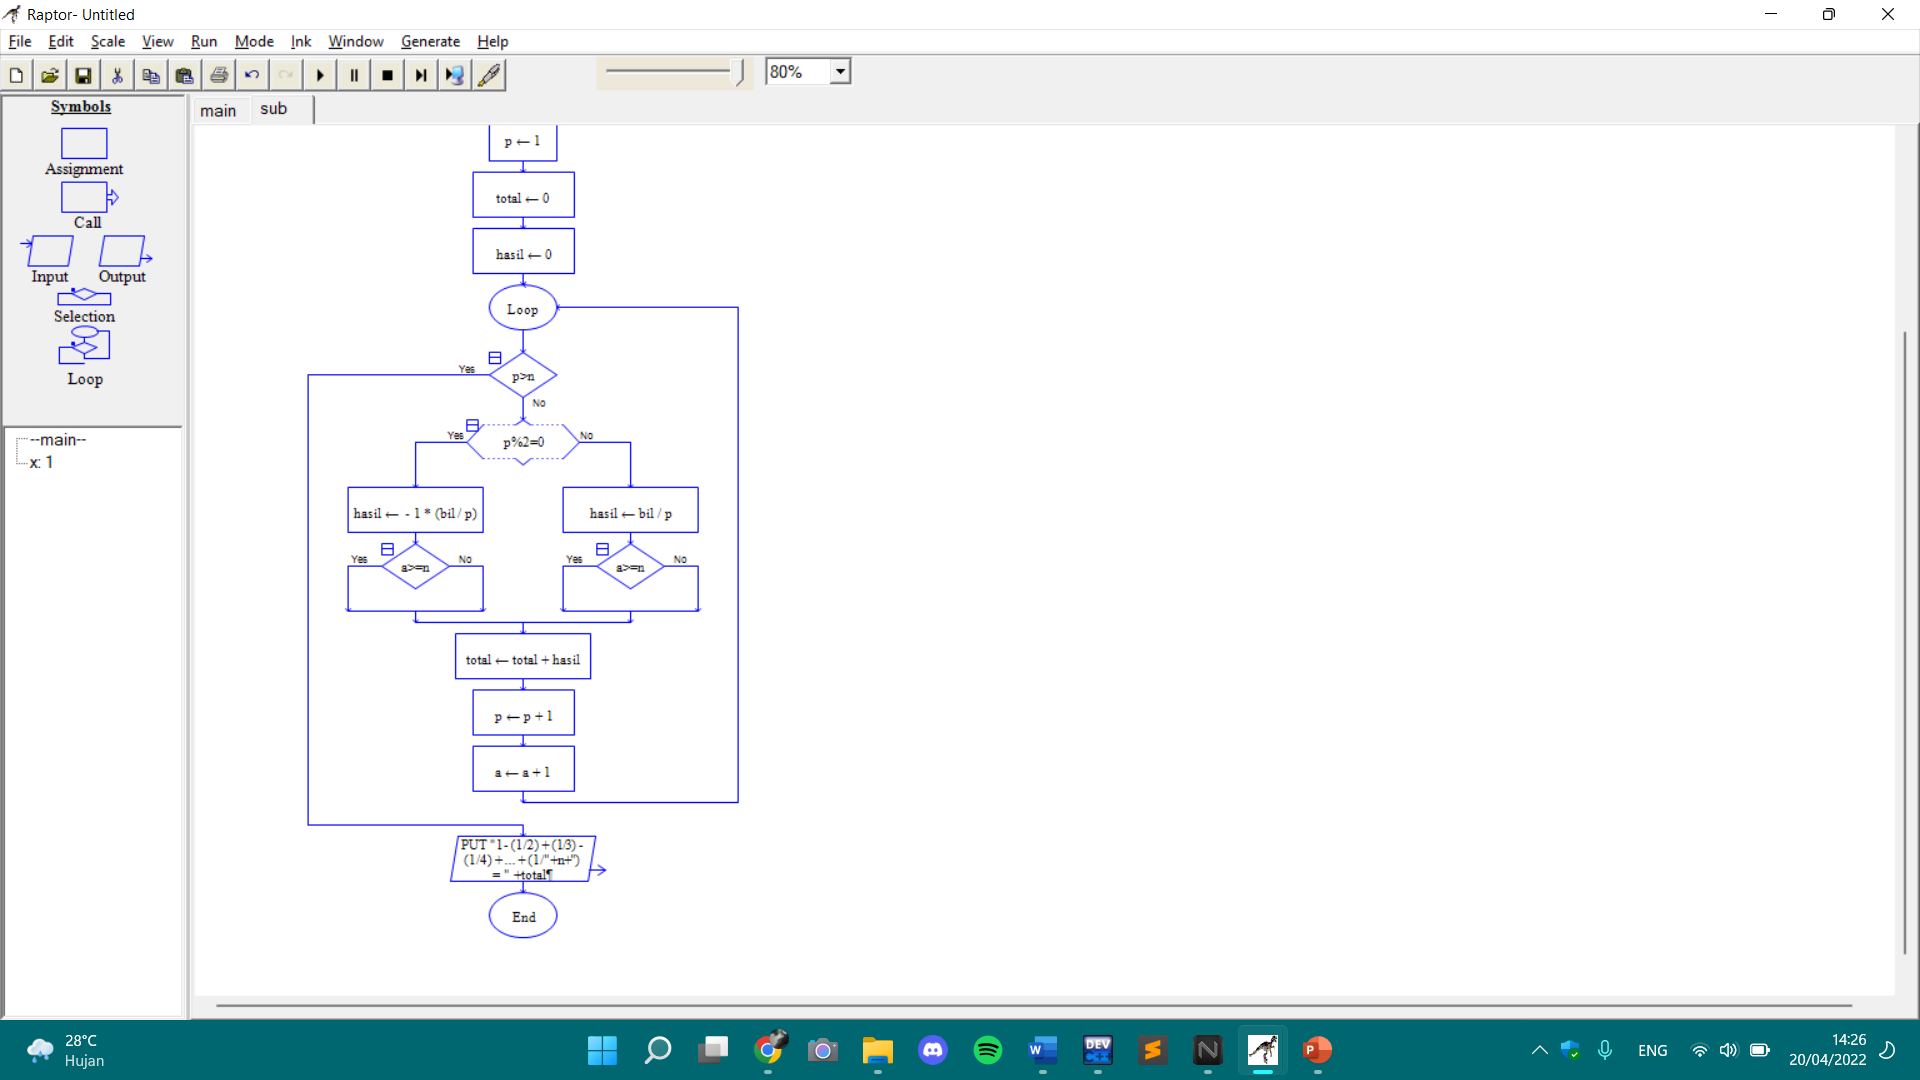 Raptor- Untitled
File Edit Scale View Run Mode Ink Window Generate Help
80%
Symbols
Assignment
Call
Input Output
Selection
Loop
--main--
x: 1
main sub
p ← 1
total ← 0
hasil ← 0
Loop
Yes
p>n
No
Yes
p%2=0
No
hasil ← - 1 * (bil / p)
hasil ← bil / p
Yes
a>=n
No
Yes
a>=n
No
total ← total + hasil
p ← p + 1
a ← a + 1
PUT "1- (1/2) + (1/3) -
(1/4) +... + (1/"+n+")
= " +total¶
End
28°C
Hujan
W
DEV
C++
S
N
P
ENG
14:26
20/04/2022